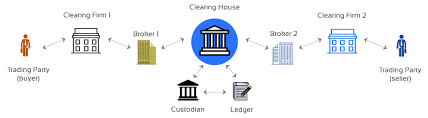 Clearing House
Clearing Firm 1
Clearing Firm 2
Broker 1
Broker 2
Trading Party
(buyer)
Trading Party
(seller)
Custodian
Ledger